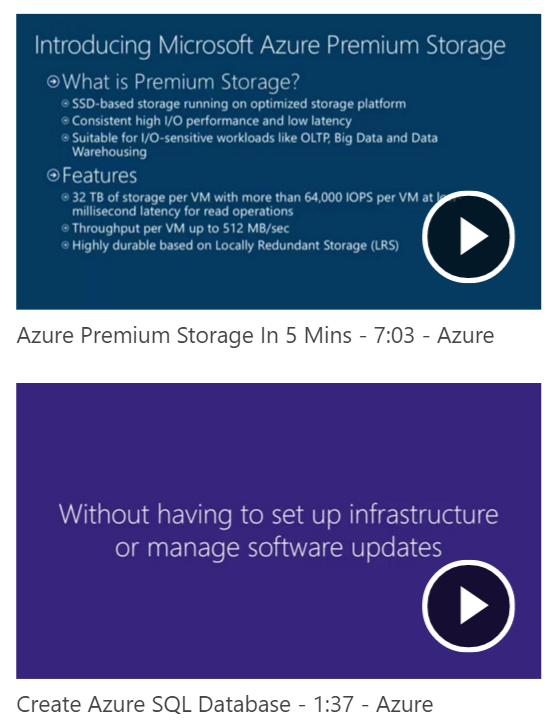 Introducing Microsoft Azure Premium Storage
What is Premium Storage?
SSD-based storage running on optimized storage platform
Consistent high I/O performance and low latency
Suitable for I/O-sensitive workloads like OLTP, Big Data and Data
Warehousing
Features
32 TB of storage per VM with more than 64,000 IOPS per VM at
millisecond latency for read operations
Throughput per VM up to 512 MB/sec
Highly durable based on Locally Redundant Storage (LRS)
Azure Premium Storage In 5 Mins - 7:03 - Azure
Without having to set up infrastructure
or manage software updates
Create Azure SQL Database - 1:37 - Azure